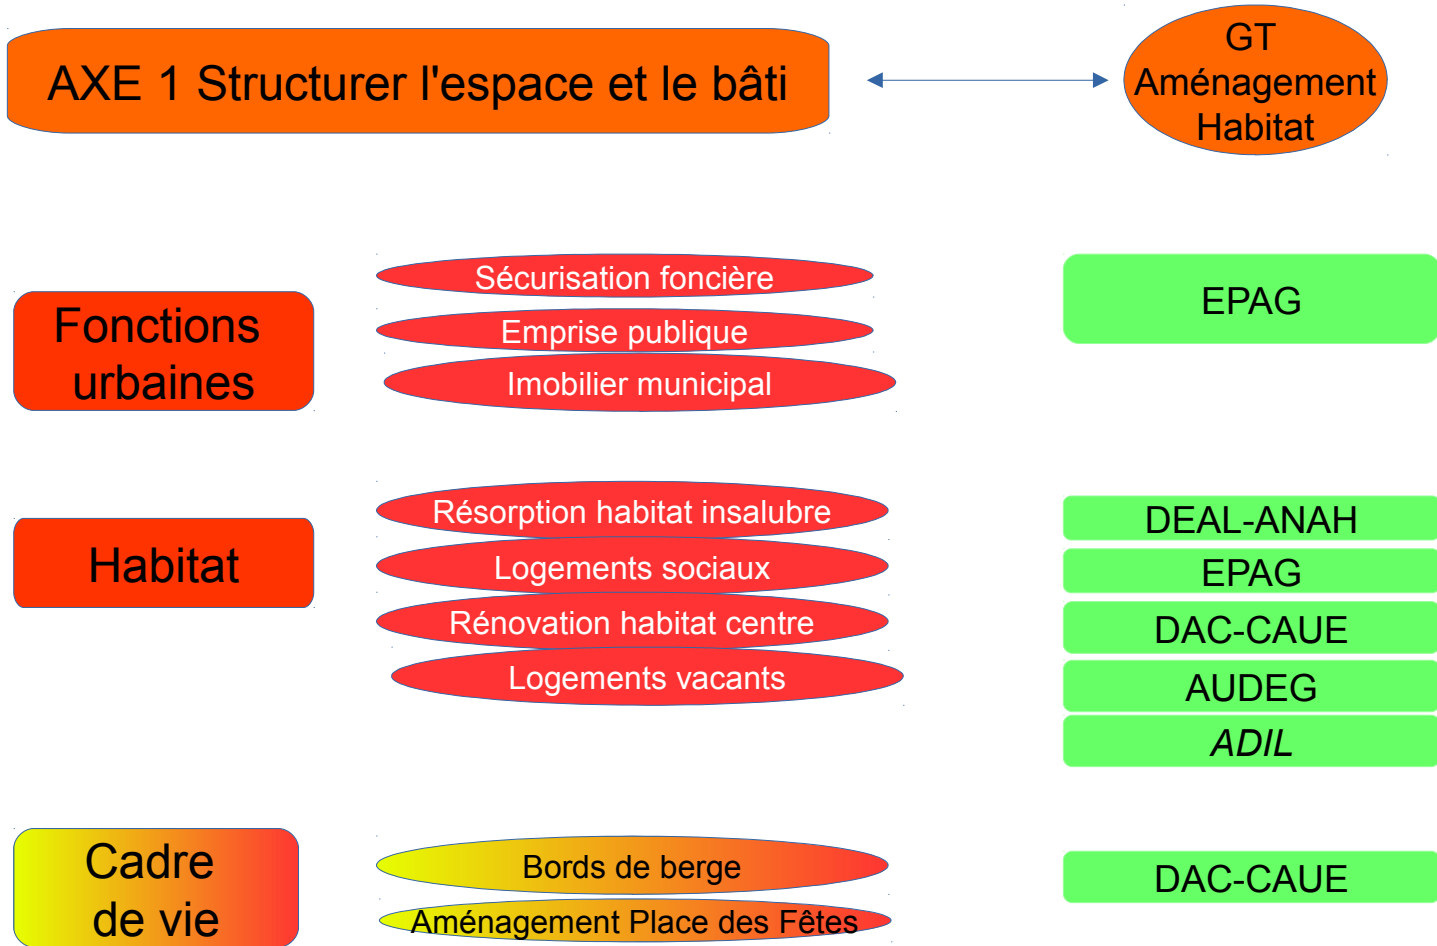 AXE 1 Structurer l'espace et le bâti
GT
Aménagement
Habitat
Fonctions
urbaines
Sécurisation foncière
Emprise publique
Imobilier municipal
EPAG
Habitat
Résorption habitat insalubre
Logements sociaux
Rénovation habitat centre
Logements vacants
DEAL-ANAH
EPAG
DAC-CAUE
AUDEG
ADIL
Cadre
de vie
Bords de berge
Aménagement Place des Fêtes
DAC-CAUE